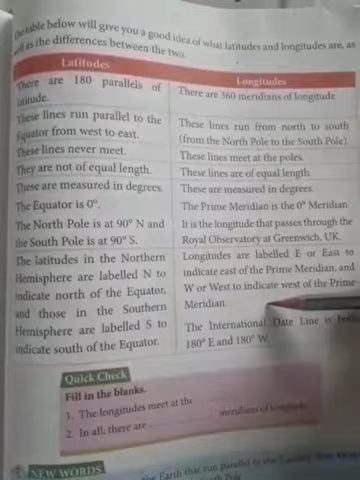 table below will give you a good idea of what latitudes and longitudes are, as
as the differences between the two.
Latitudes
There are 180 parallels of
latitude.
These lines run parallel to the
Equator from west to east.
These lines never meet.
They are not of equal length.
These are measured in degrees.
The Equator is 0°.
The North Pole is at 90° N and
the South Pole is at 90° S.
The latitudes in the Northern
Hemisphere are labelled N to
indicate north of the Equator,
and those in the Southern
Hemisphere are labelled S to
indicate south of the Equator.
Longitudes
There are 360 meridians of longitude
These lines run from north to south
(from the North Pole to the South Pole).
These lines meet at the poles.
These lines are of equal length
These are measured in degrees.
The Prime Meridian is the 0° Meridian
It is the longitude that passes through the
Royal Observatory at Greenwich, UK.
Longitudes are labelled E or East to
indicate east of the Prime Meridian, and
W or West to indicate west of the Prime
Meridian.
The International Date Line is both
180° E and 180° W.
Quick Check
Fill in the blanks.
1. The longitudes meet at the
2. In all, there are meridians of longitude
NEW WORDS
the Earth that run parallel to the